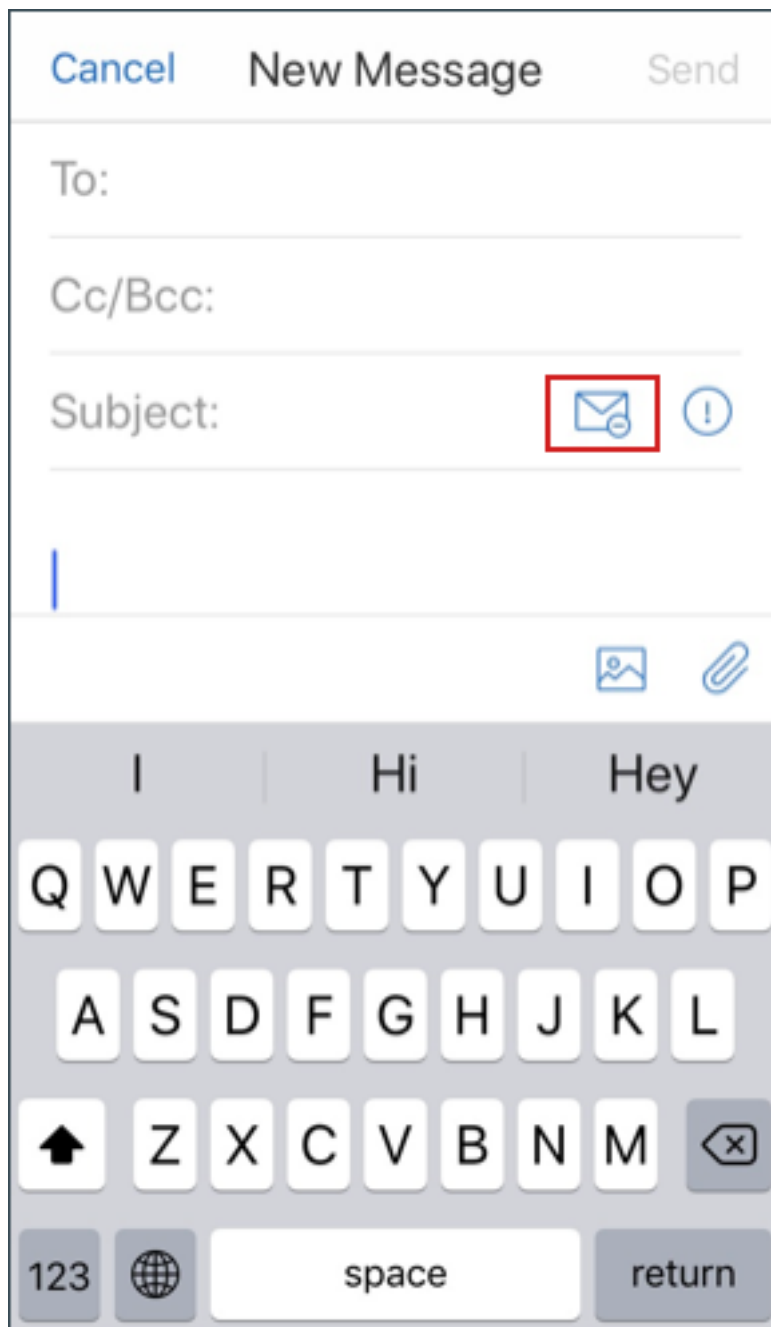 Cancel New Message Send
To:
Cc/Bcc:
Subject:
I Hi Hey
Q W E R T Y U I O P
A S D F G H J K L
Z X C V B N M
123 space return